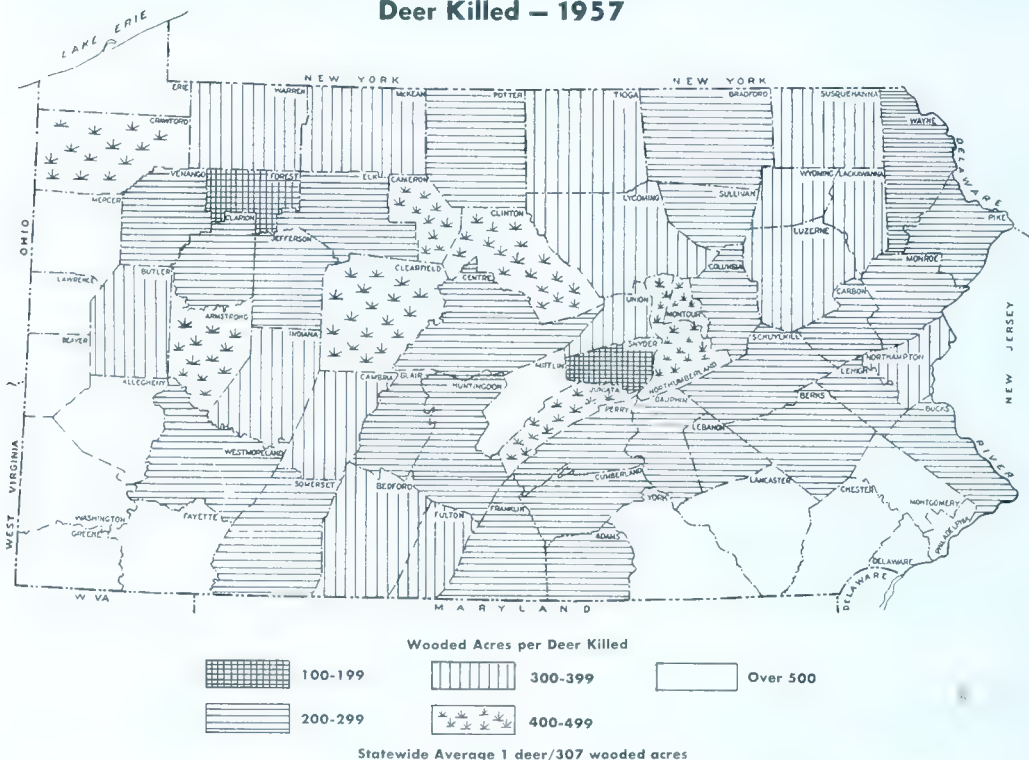 Deer Killed — 1957
LAKE ERIE
NEW YORK
NEW YORK
ERIE
WARREN
McKEAN
POTTER
TIOGA
BRADFORD
SUSQUEHANNA
CRAWFORD
WAYNE
DELAWARE
VENANGO
FOREST
ELK
CAMERON
WYOMING
LACKAWANNA
MERCER
LYCOMING
SULLIVAN
CLARION
CLINTON
PIKE
OHIO
JEFFERSON
LUZERNE
MONROE
LAWRENCE
BUTLER
CLEARFIELD
CENTRE
COLUMBIA
CARBON
UNION
MONTOUR
ARMSTRONG
INDIANA
SNYDER
SCHUYLKILL
NEW JERSEY
BEAVER
MIFFLIN
NORTHAMPTON
LEHIGH
ALLEGHENY
CAMBRIA
BLAIR
HUNTINGDON
JUNIATA
NORTHUMBERLAND
DAUPHIN
BERKS
PERRY
BUCKS
LEBANON
WESTMORELAND
RIVER
WEST VIRGINIA
SOMERSET
BEDFORD
CUMBERLAND
LANCASTER
CHESTER
YORK
MONTGOMERY
WASHINGTON
FAYETTE
FULTON
FRANKLIN
PHILADELPHIA
GREENE
ADAMS
DELAWARE
DELAWARE
W VA
MARYLAND
Wooded Acres per Deer Killed
100-199
300-399
Over 500
200-299
400-499
Statewide Average 1 deer/307 wooded acres